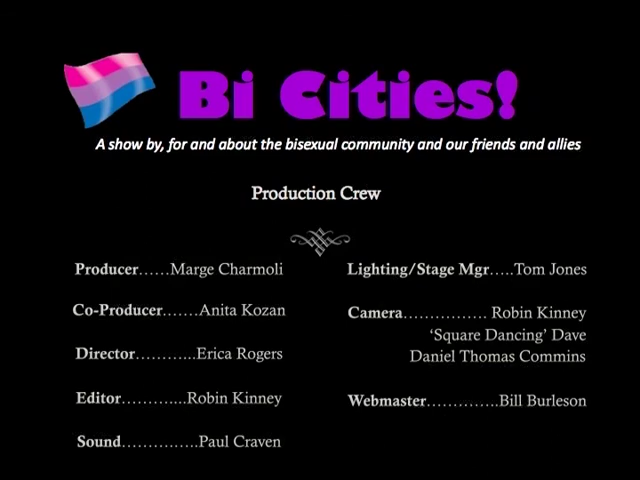 Bi Cities!
A show by, for and about the bisexual community and our friends and allies
Production Crew
Producer……Marge Charmoli
Co-Producer…….Anita Kozan
Director………...Erica Rogers
Editor………....Robin Kinney
Sound……….…..Paul Craven
Lighting/Stage Mgr…..Tom Jones
Camera……………. Robin Kinney
‘Square Dancing’ Dave
Daniel Thomas Commins
Webmaster…………..Bill Burleson